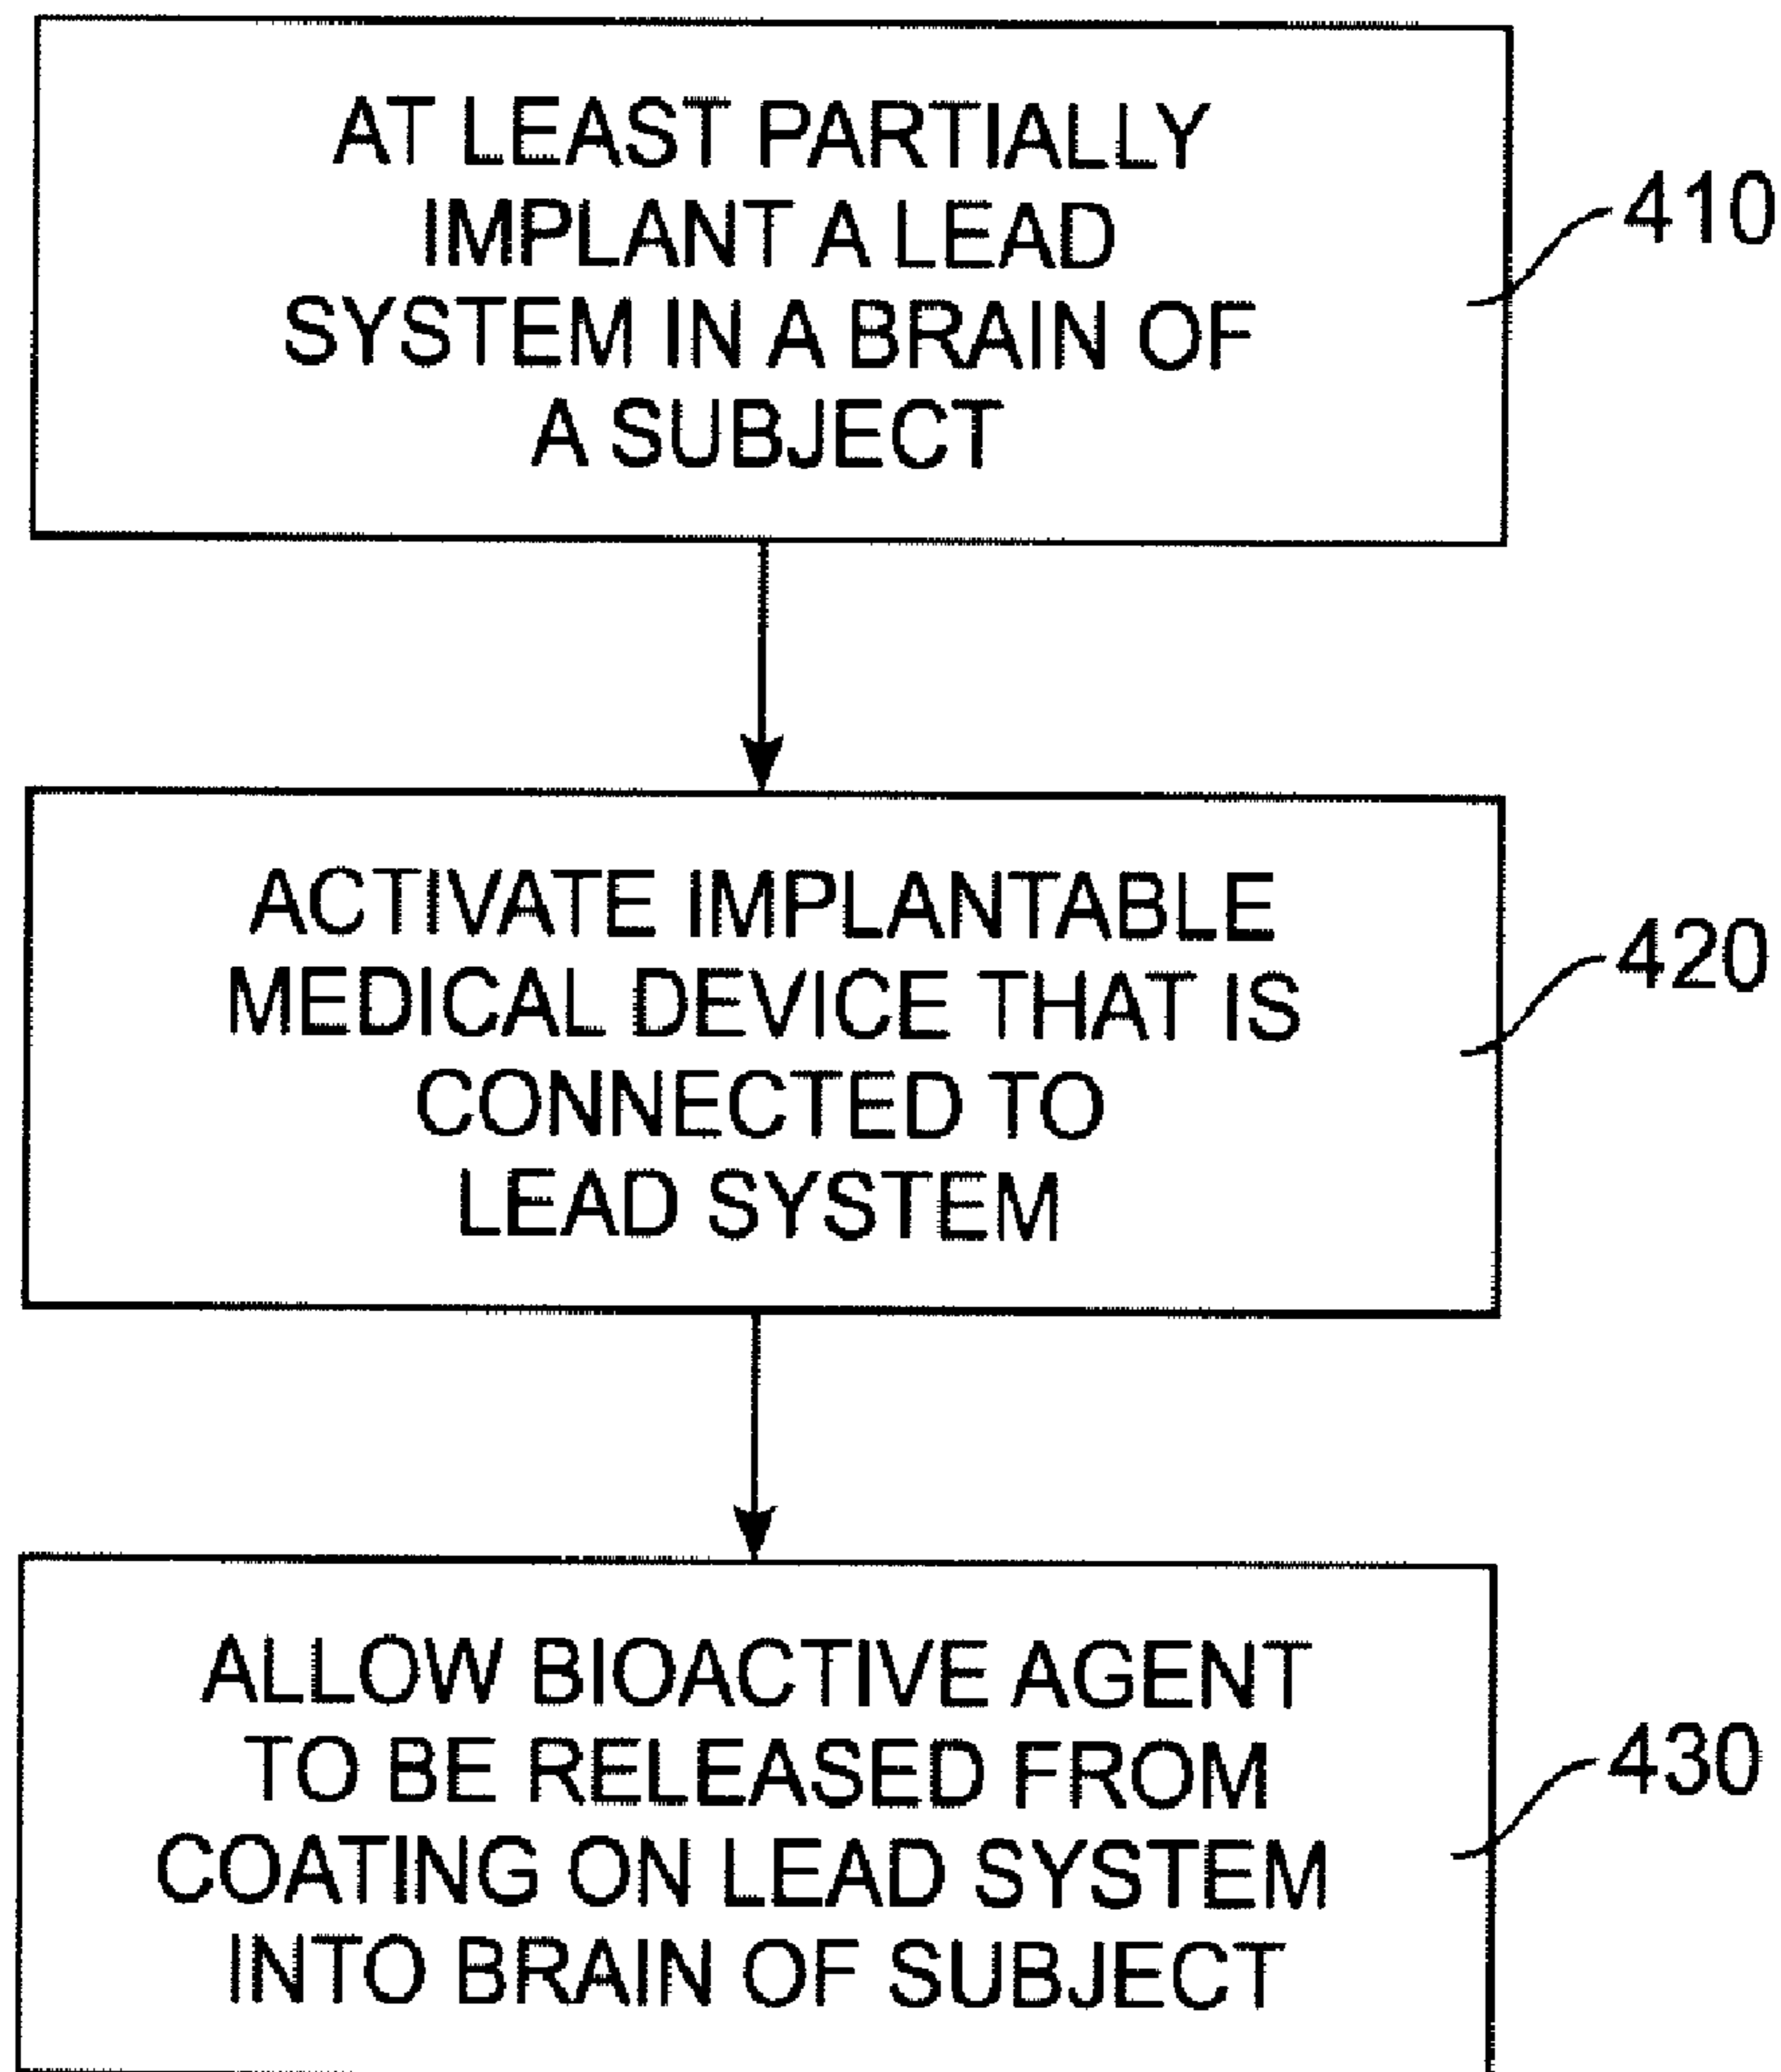 AT LEAST PARTIALLY
IMPLANT A LEAD
SYSTEM IN A BRAIN OF
A SUBJECT
410
ACTIVATE IMPLANTABLE
MEDICAL DEVICE THAT IS
CONNECTED TO
LEAD SYSTEM
420
ALLOW BIOACTIVE AGENT
TO BE RELEASED FROM
COATING ON LEAD SYSTEM
INTO BRAIN OF SUBJECT
430